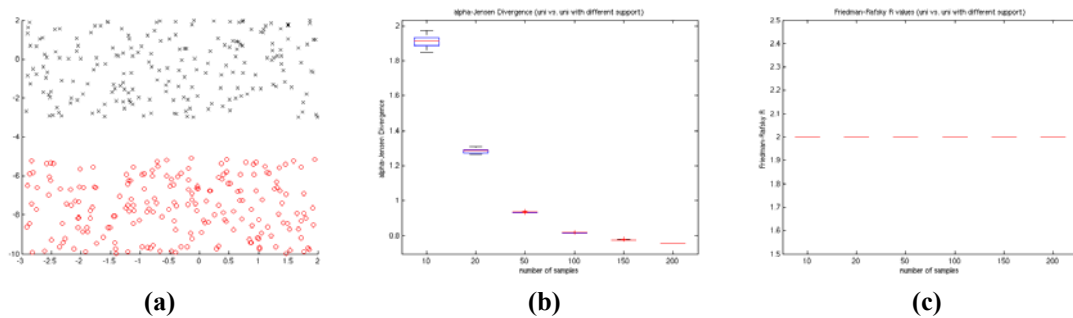 alpha-Jensen Divergence (uni vs. uni with different support)
Friedman-Rafsky R values (uni vs. uni with different support)
2
0
-2
-4
-6
-8
-10
-3 -2.5 -2 -1.5 -1 -0.5 0 0.5 1 1.5 2
alpha-Jensen Divergence
2
1.8
1.6
1.4
1.2
1
0.8
10 20 50 100 150 200
number of samples
Friedman-Rafsky R
2.5
2.4
2.3
2.2
2.1
2
1.9
1.8
1.7
1.6
1.5
10 20 50 100 150 200
number of samples
(a) (b) (c)